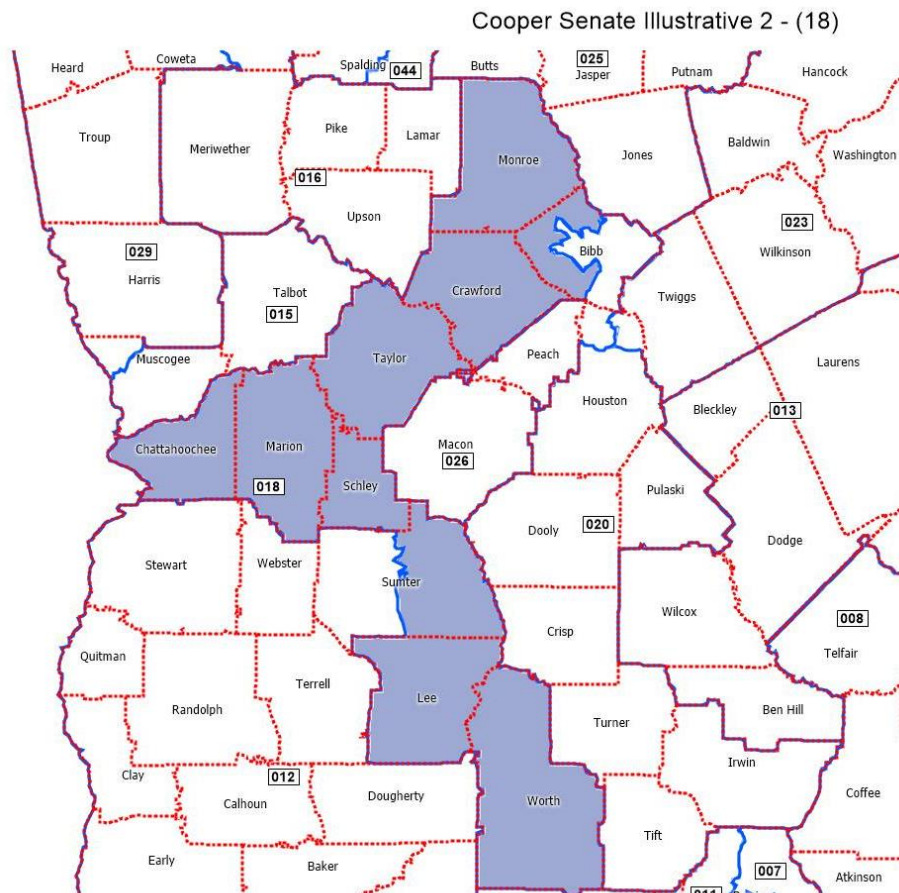 Cooper Senate Illustrative 2 - (18)
Heard
Coweta
Spalding
044
Butts
025
Jasper
Putnam
Hancock
Troup
Meriwether
Pike
Lamar
Monroe
Jones
Baldwin
Washington
016
Upson
023
Wilkinson
029
Harris
Talbot
015
Crawford
Bibb
Twiggs
Muscogee
Taylor
Peach
Laurens
Houston
Bleckley
013
Chattahoochee
Marion
Macon
026
018
Schley
Pulaski
Dooly
020
Dodge
Stewart
Webster
Sumter
Crisp
Wilcox
008
Telfair
Quitman
Terrell
Lee
Randolph
Turner
Ben Hill
Clay
012
Calhoun
Dougherty
Worth
Irwin
Coffee
Tift
Early
Baker
007
Atkinson